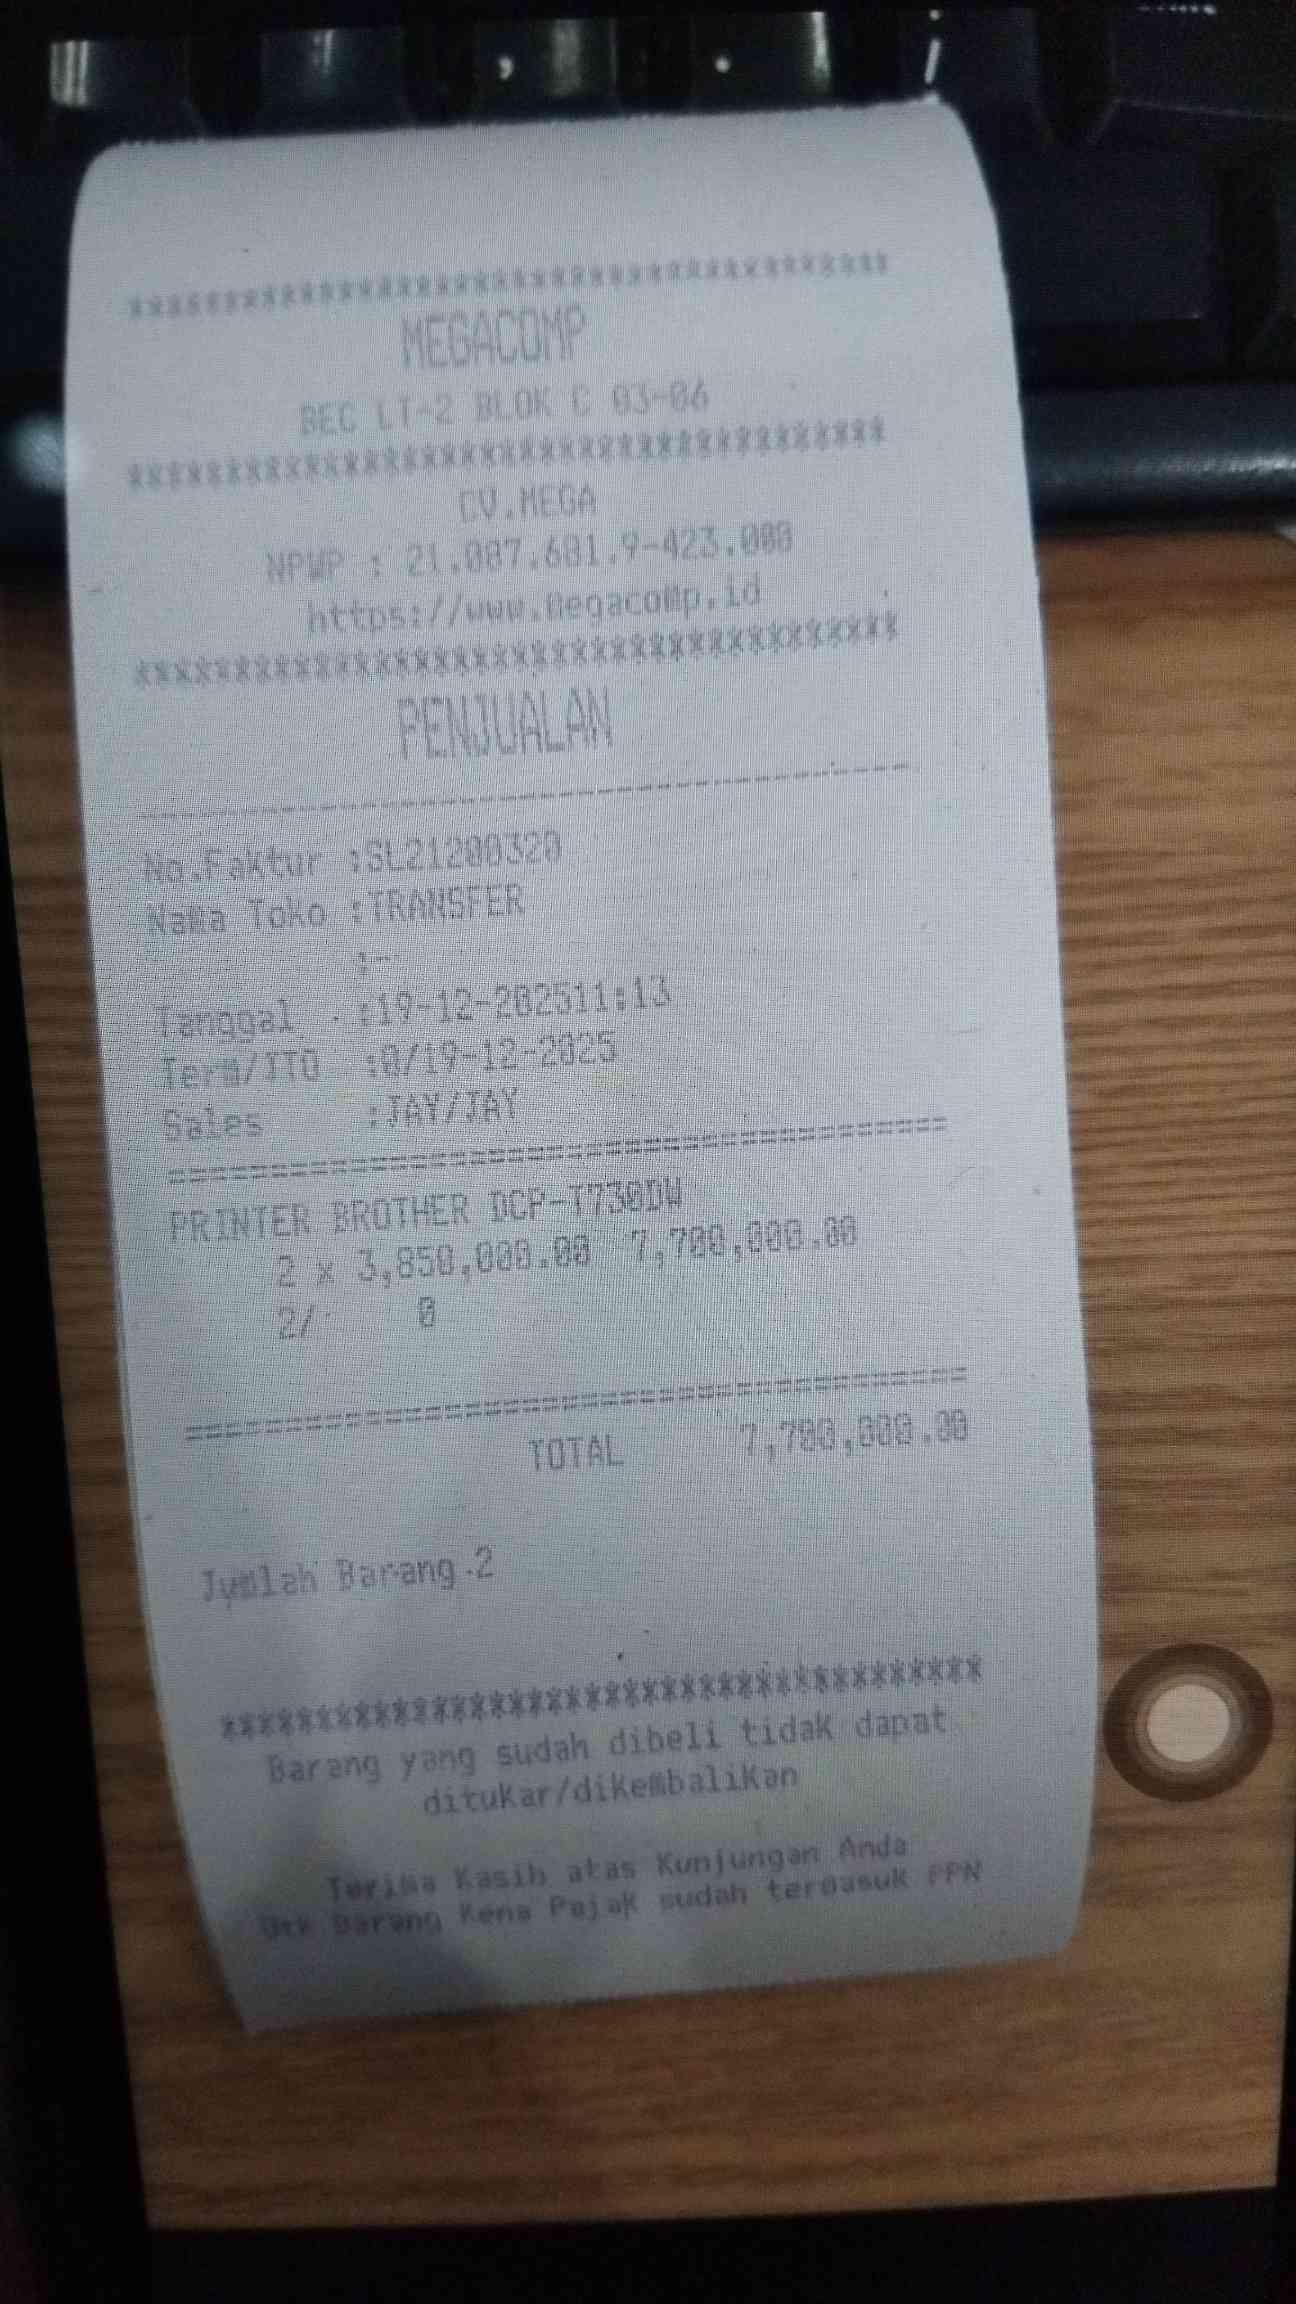 ****************************************
MEGACOMP
BEC LT-2 BLOK C 03-06
****************************************
CV.MEGA
NPWP : 21.087.601.9-423.000
https://www.megacomp.id
****************************************
PENJUALAN
----------------------------------------
No.Faktur :SL21200320
Nama Toko :TRANSFER
:-
Tanggal :19-12-202511:13
Term/JTO :0/19-12-2025
Sales :JAY/JAY
========================================
PRINTER BROTHER DCP-T730DW
2 x 3,850,000.00 7,700,000.00
2/ 0
========================================
TOTAL 7,700,000.00
Jumlah Barang 2
****************************************
Barang yang sudah dibeli tidak dapat
ditukar/dikembalikan
Terima Kasih atas Kunjungan Anda
Utk Barang Kena Pajak sudah termasuk PPN